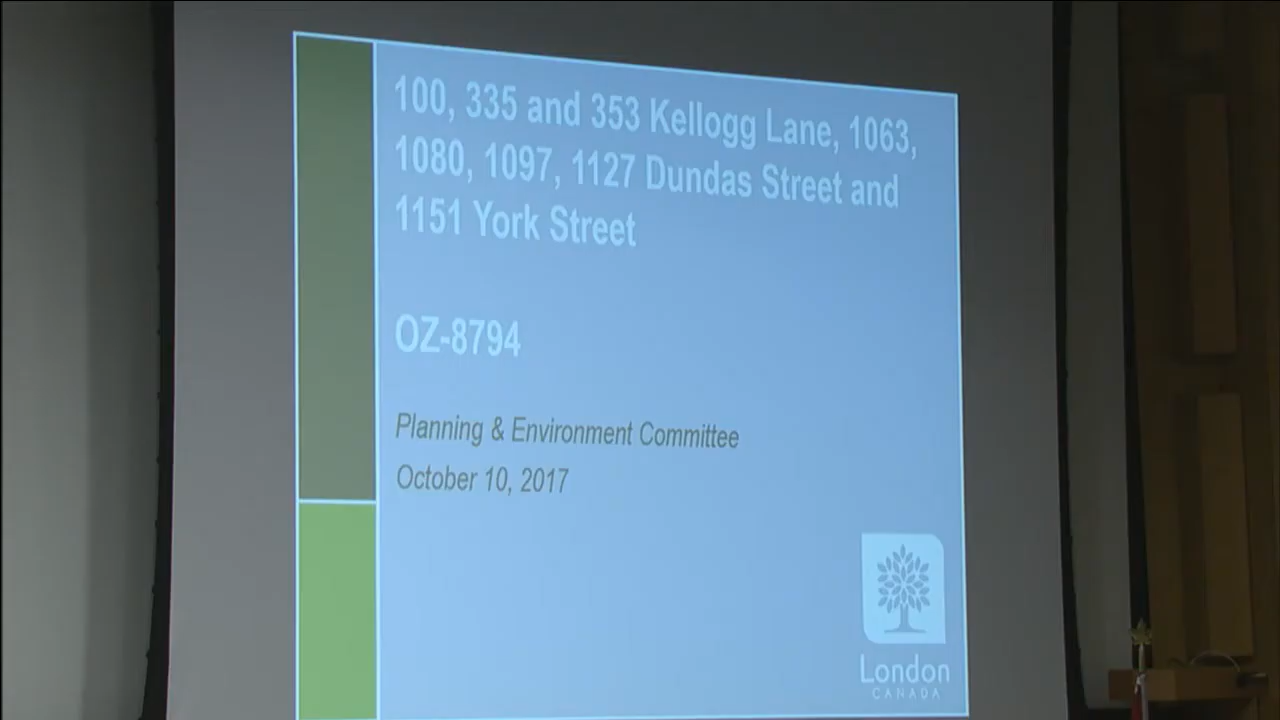 100, 335 and 353 Kellogg Lane, 1063,
1080, 1097, 1127 Dundas Street and
1151 York Street
OZ-8794
Planning & Environment Committee
October 10, 2017
London
CANADA